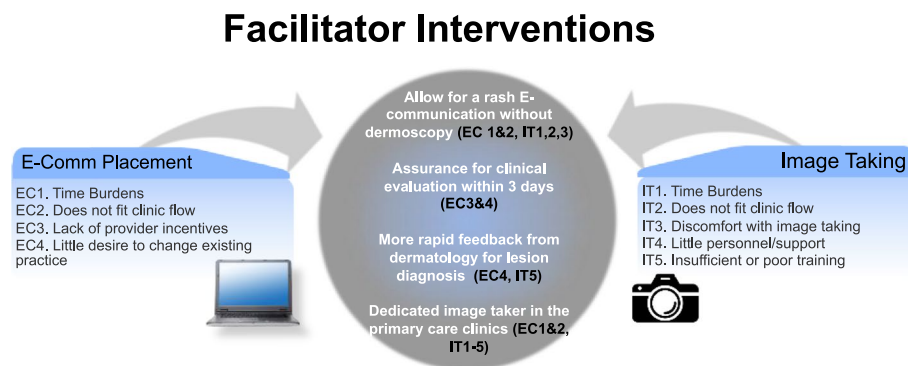 Facilitator Interventions
E-Comm Placement
EC1. Time Burdens
EC2. Does not fit clinic flow
EC3. Lack of provider incentives
EC4. Little desire to change existing
practice
Allow for a rash E-
communication without
dermoscopy (EC 1&2, IT1,2,3)
Assurance for clinical
evaluation within 3 days
(EC3&4)
More rapid feedback from
dermatology for lesion
diagnosis (EC4, IT5)
Dedicated image taker in the
primary care clinics (EC1&2,
IT1-5)
Image Taking
IT1. Time Burdens
IT2. Does not fit clinic flow
IT3. Discomfort with image taking
IT4. Little personnel/support
IT5. Insufficient or poor training